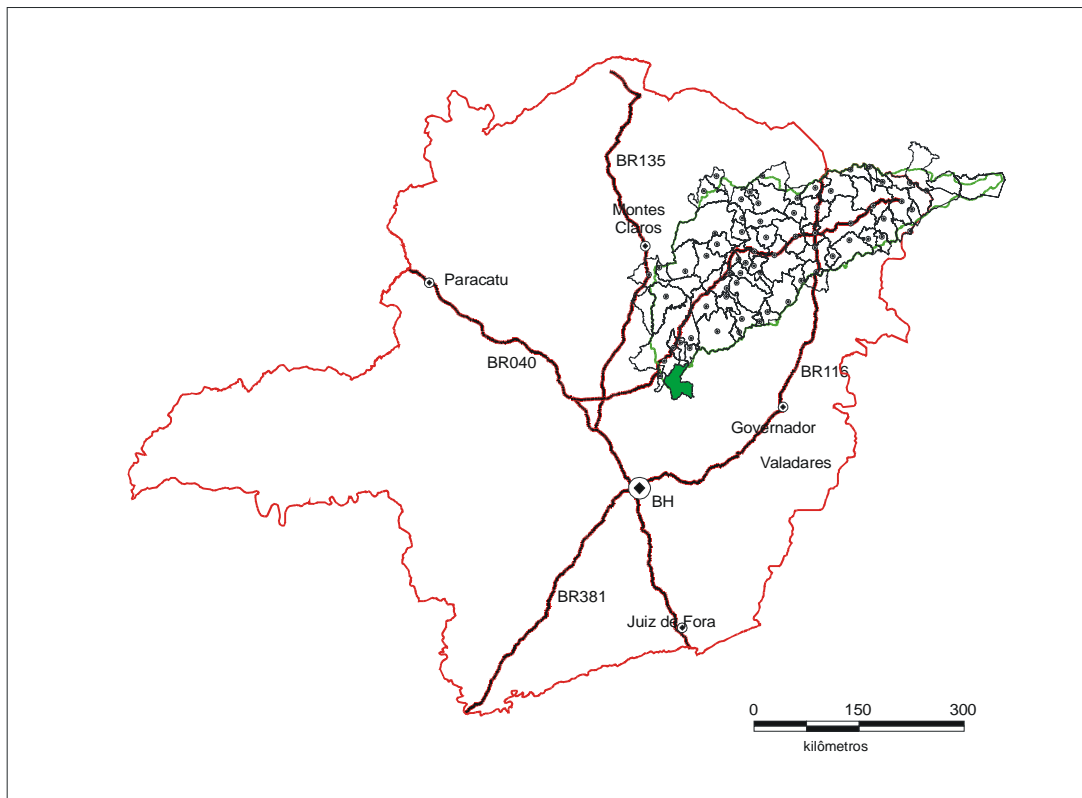 BR135
Montes
Claros
Paracatu
BR040
BR116
Governador
Valadares
BH
BR381
Juiz de Fora
0 150 300
kilômetros